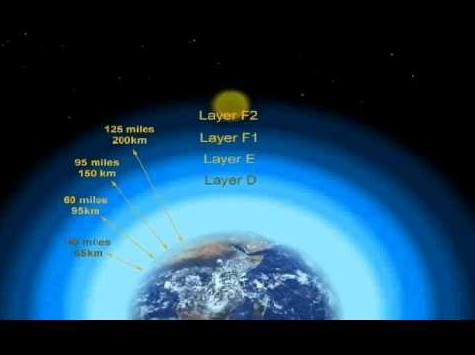 Layer F2
Layer F1
Layer E
Layer D
125 miles
200km
95 miles
150 km
60 miles
95km
miles
65km